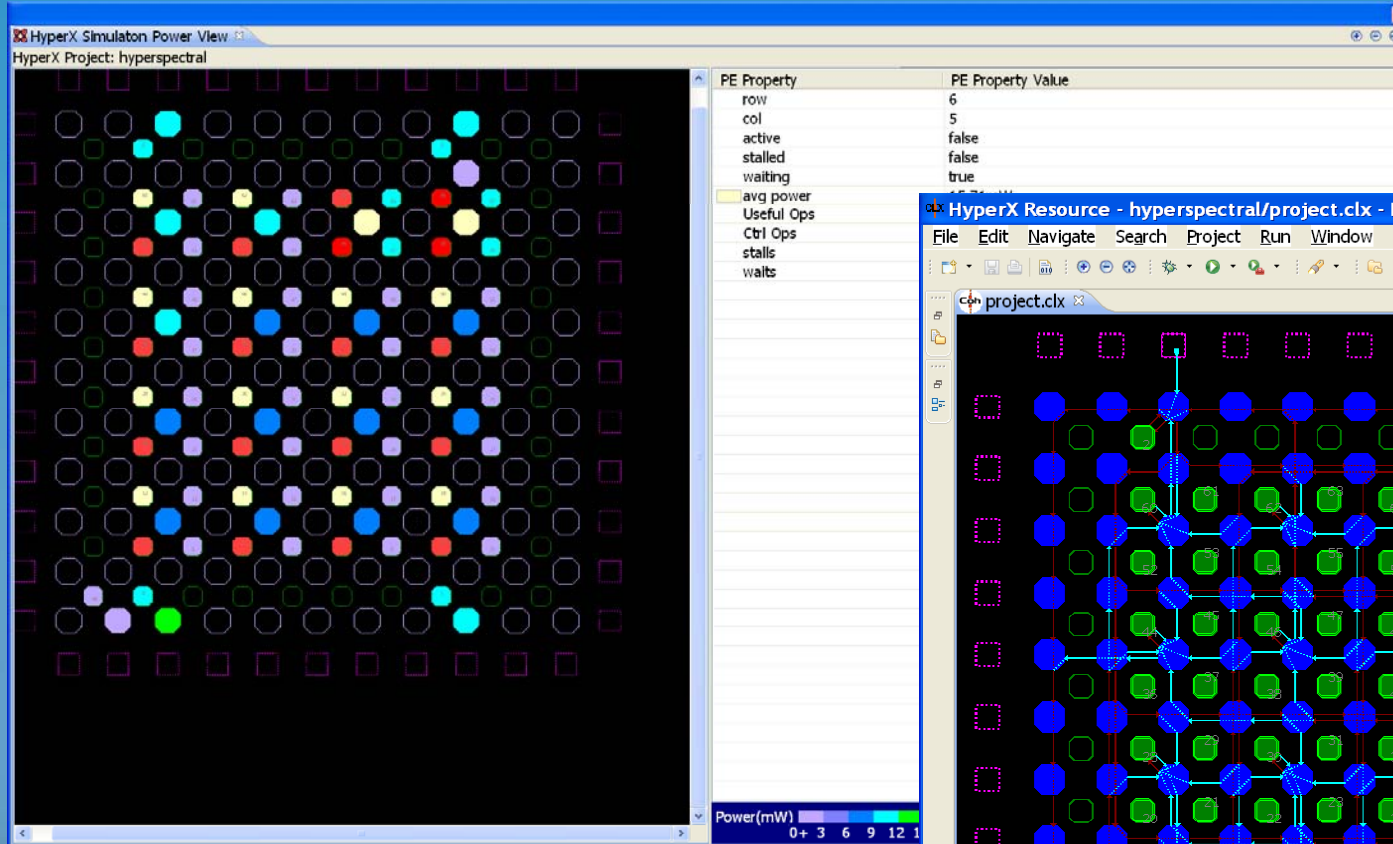 HyperX Simulaton Power View
HyperX Project: hyperspectral
PE Property PE Property Value
row 6
col 5
active false
stalled false
waiting true
avg power
Useful Ops
Ctrl Ops
stalls
waits
Power(mW)
0+ 3 6 9 12 1
HyperX Resource - hyperspectral/project.clx -
File Edit Navigate Search Project Run Window
project.clx